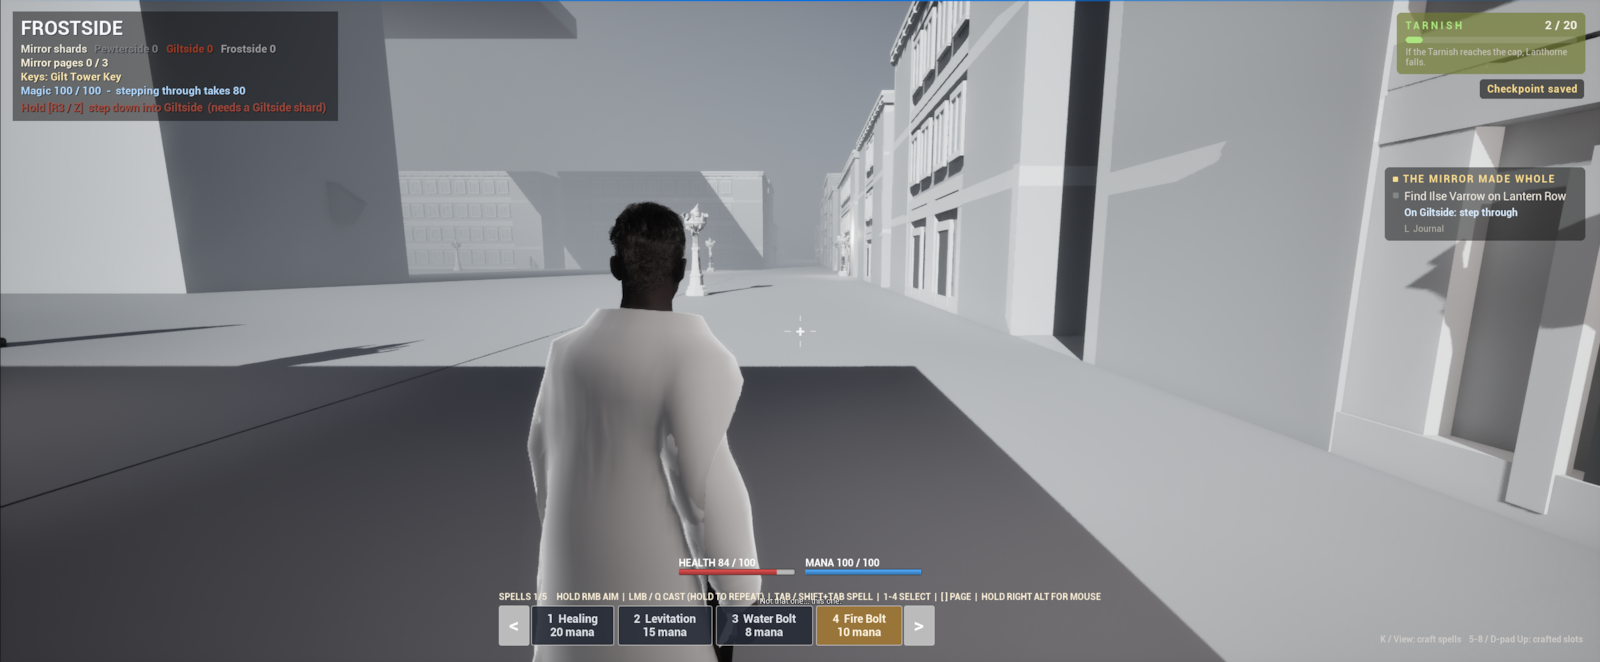 FROSTSIDE
Mirror shards Pewterside 0 Giltside 0 Frostside 0
Mirror pages 0 / 3
Keys: Gilt Tower Key
Magic 100 / 100 - stepping through takes 80
Hold [R3 / Z] step down into Giltside (needs a Giltside shard)
TARNISH 2 / 20
If the Tarnish reaches the cap, Lanthorne
falls.
Checkpoint saved
THE MIRROR MADE WHOLE
Find Ilse Varrow on Lantern Row
On Giltside: step through
L Journal
HEALTH 84 / 100 MANA 100 / 100
SPELLS 1/5 HOLD RMB AIM | LMB / Q CAST (HOLD TO REPEAT) | TAB / SHIFT+TAB SPELL | 1-4 SELECT | [ ] PAGE | HOLD RIGHT ALT FOR MOUSE
Not that one... this one.
< 1 Healing 2 Levitation 3 Water Bolt 4 Fire Bolt >
20 mana 15 mana 8 mana 10 mana
K / View: craft spells 5-8 / D-pad Up: crafted slots